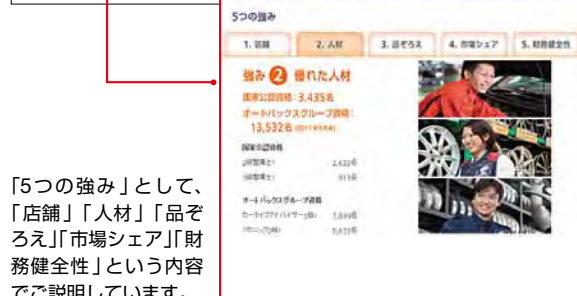 5つの強み
1. 店舗
2. 人材
3. 品ぞろえ
4. 市場シェア
5. 財務健全性
強み 2 優れた人材
国家公認資格：3,435名
オートバックスグループ資格：
13,532名
国家公認資格
オートバックスグループ資格
「5つの強み」として、
「店舗」「人材」「品ぞ
ろえ」「市場シェア」「財
務健全性」という内容
でご説明しています。